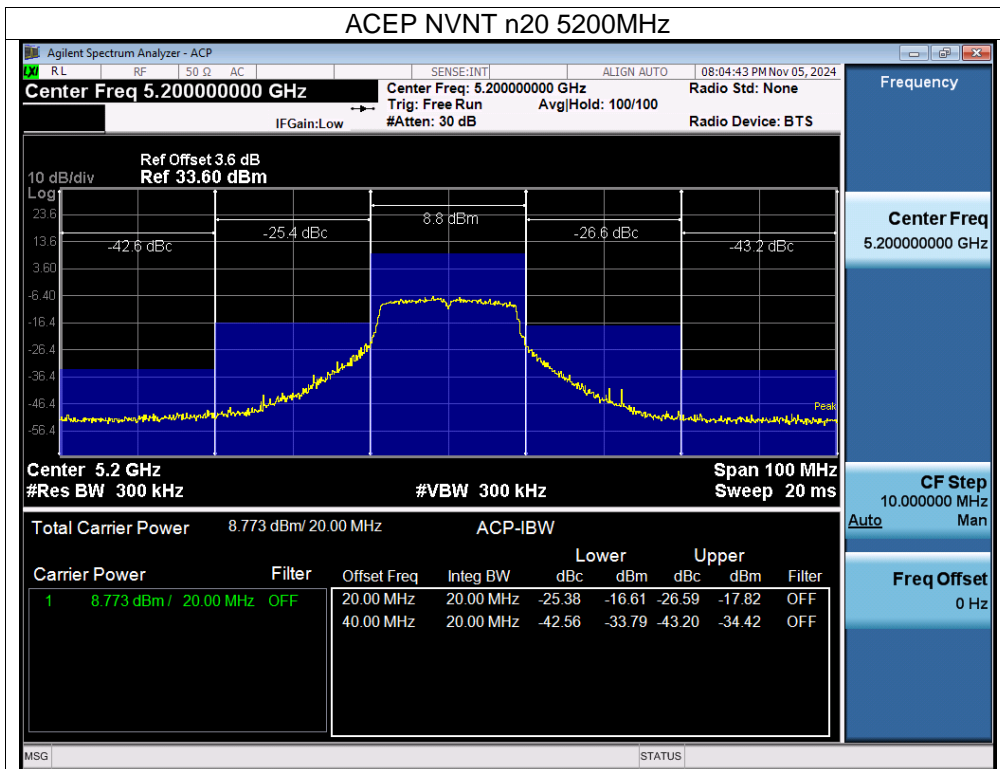 ACEP NVNT n20 5200MHz
Agilent Spectrum Analyzer - ACP
LXI RL RF 50 Ω AC SENSE:INT ALIGN AUTO 08:04:43 PM Nov 05, 2024
Center Freq 5.200000000 GHz Center Freq: 5.200000000 GHz Radio Std: None
Trig: Free Run Avg|Hold: 100/100
IFGain:Low #Atten: 30 dB Radio Device: BTS
Frequency
Ref Offset 3.6 dB
10 dB/div Ref 33.60 dBm
Log
23.6
13.6
3.60
-6.40
-16.4
-26.4
-36.4
-46.4
-56.4
-42.6 dBc -25.4 dBc 8.8 dBm -26.6 dBc -43.2 dBc
Peak
Center Freq
5.200000000 GHz
Center 5.2 GHz Span 100 MHz
#Res BW 300 kHz #VBW 300 kHz Sweep 20 ms
CF Step
10.000000 MHz
Auto Man
Total Carrier Power 8.773 dBm/ 20.00 MHz ACP-IBW
Lower Upper
Carrier Power Filter Offset Freq Integ BW dBc dBm dBc dBm Filter
1 8.773 dBm / 20.00 MHz OFF 20.00 MHz 20.00 MHz -25.38 -16.61 -26.59 -17.82 OFF
40.00 MHz 20.00 MHz -42.56 -33.79 -43.20 -34.42 OFF
Freq Offset
0 Hz
MSG STATUS